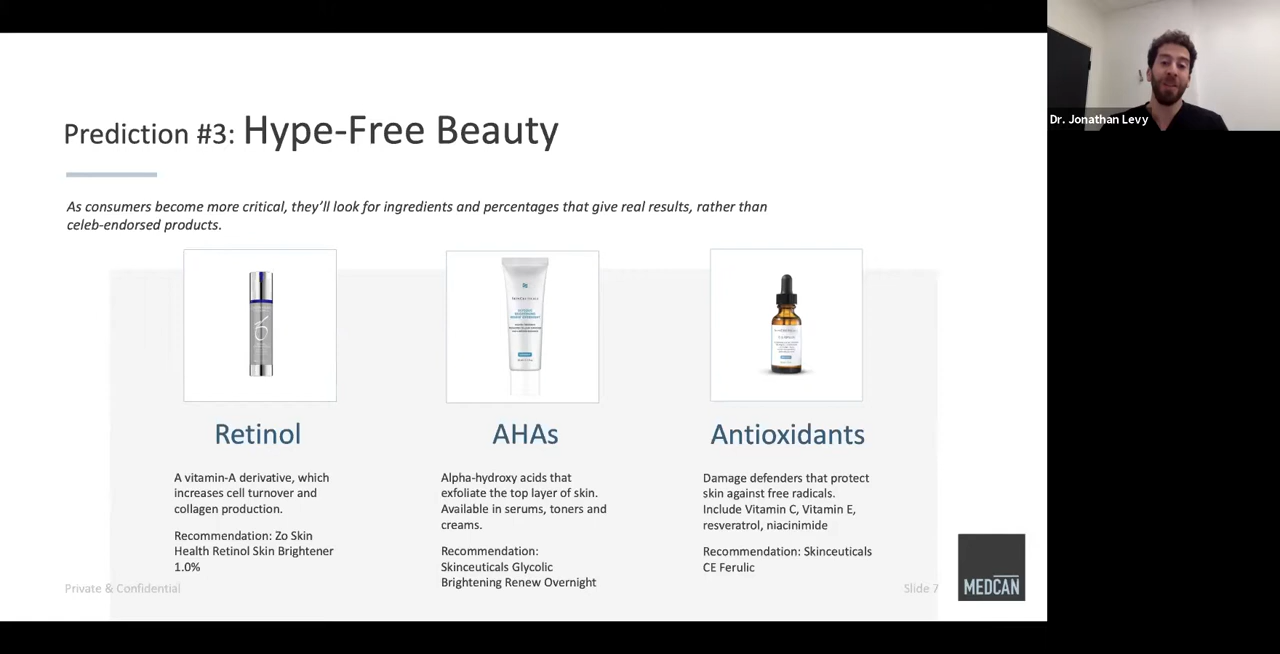 Dr. Jonathan Levy
Prediction #3: Hype-Free Beauty
As consumers become more critical, they'll look for ingredients and percentages that give real results, rather than
celeb-endorsed products.
Retinol
A vitamin-A derivative, which
increases cell turnover and
collagen production.
Recommendation: Zo Skin
Health Retinol Skin Brightener
1.0%
AHAs
Alpha-hydroxy acids that
exfoliate the top layer of skin.
Available in serums, toners and
creams.
Recommendation:
Skinceuticals Glycolic
Brightening Renew Overnight
Antioxidants
Damage defenders that protect
skin against free radicals.
Include Vitamin C, Vitamin E,
resveratrol, niacinimide
Recommendation: Skinceuticals
CE Ferulic
Private & Confidential
Slide 7
MEDCAN